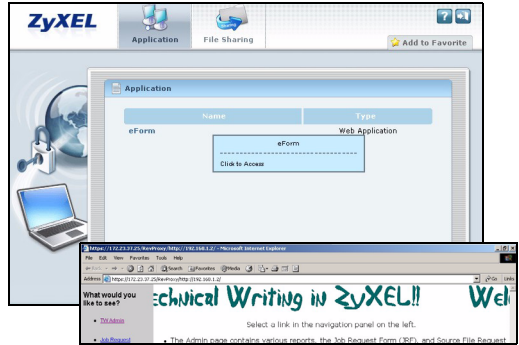 ZyXEL
Application
File Sharing
Add to Favorite
Application
Name Type
eForm Web Application
eForm
Click to Access
https://172.23.37.25/RevProxy/http://192.168.1.2/ - Microsoft Internet Explorer
File Edit View Favorites Tools Help
Back Search Favorites Media
Address https://172.23.37.25/RevProxy/http://192.168.1.2/ Go Links
What would you
like to see?
TW Admin
Job Request
echnical Writing in ZyXEL!! Wel
Select a link in the navigation panel on the left.
The Admin page contains various reports, the Job Request Form (JRF), and Source File Request